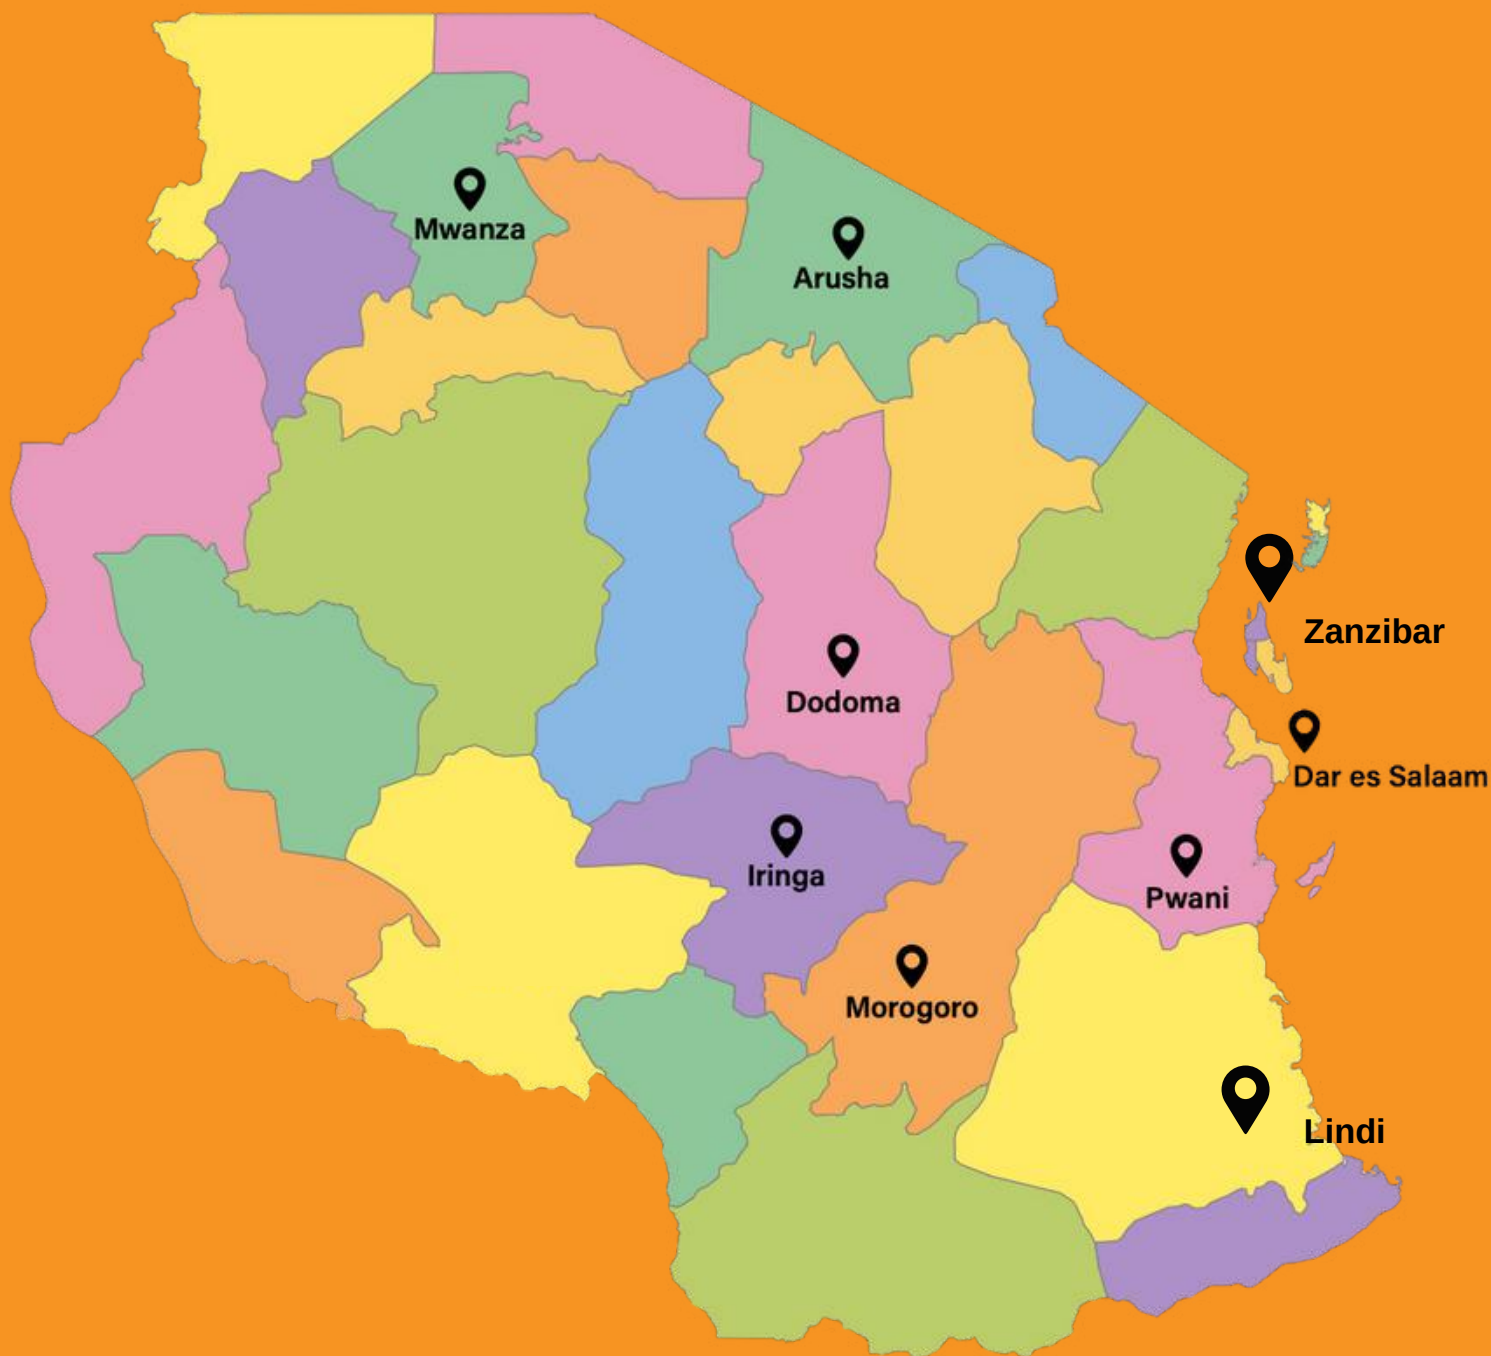 Mwanza
Arusha
Zanzibar
Dodoma
Dar es Salaam
Iringa
Pwani
Morogoro
Lindi